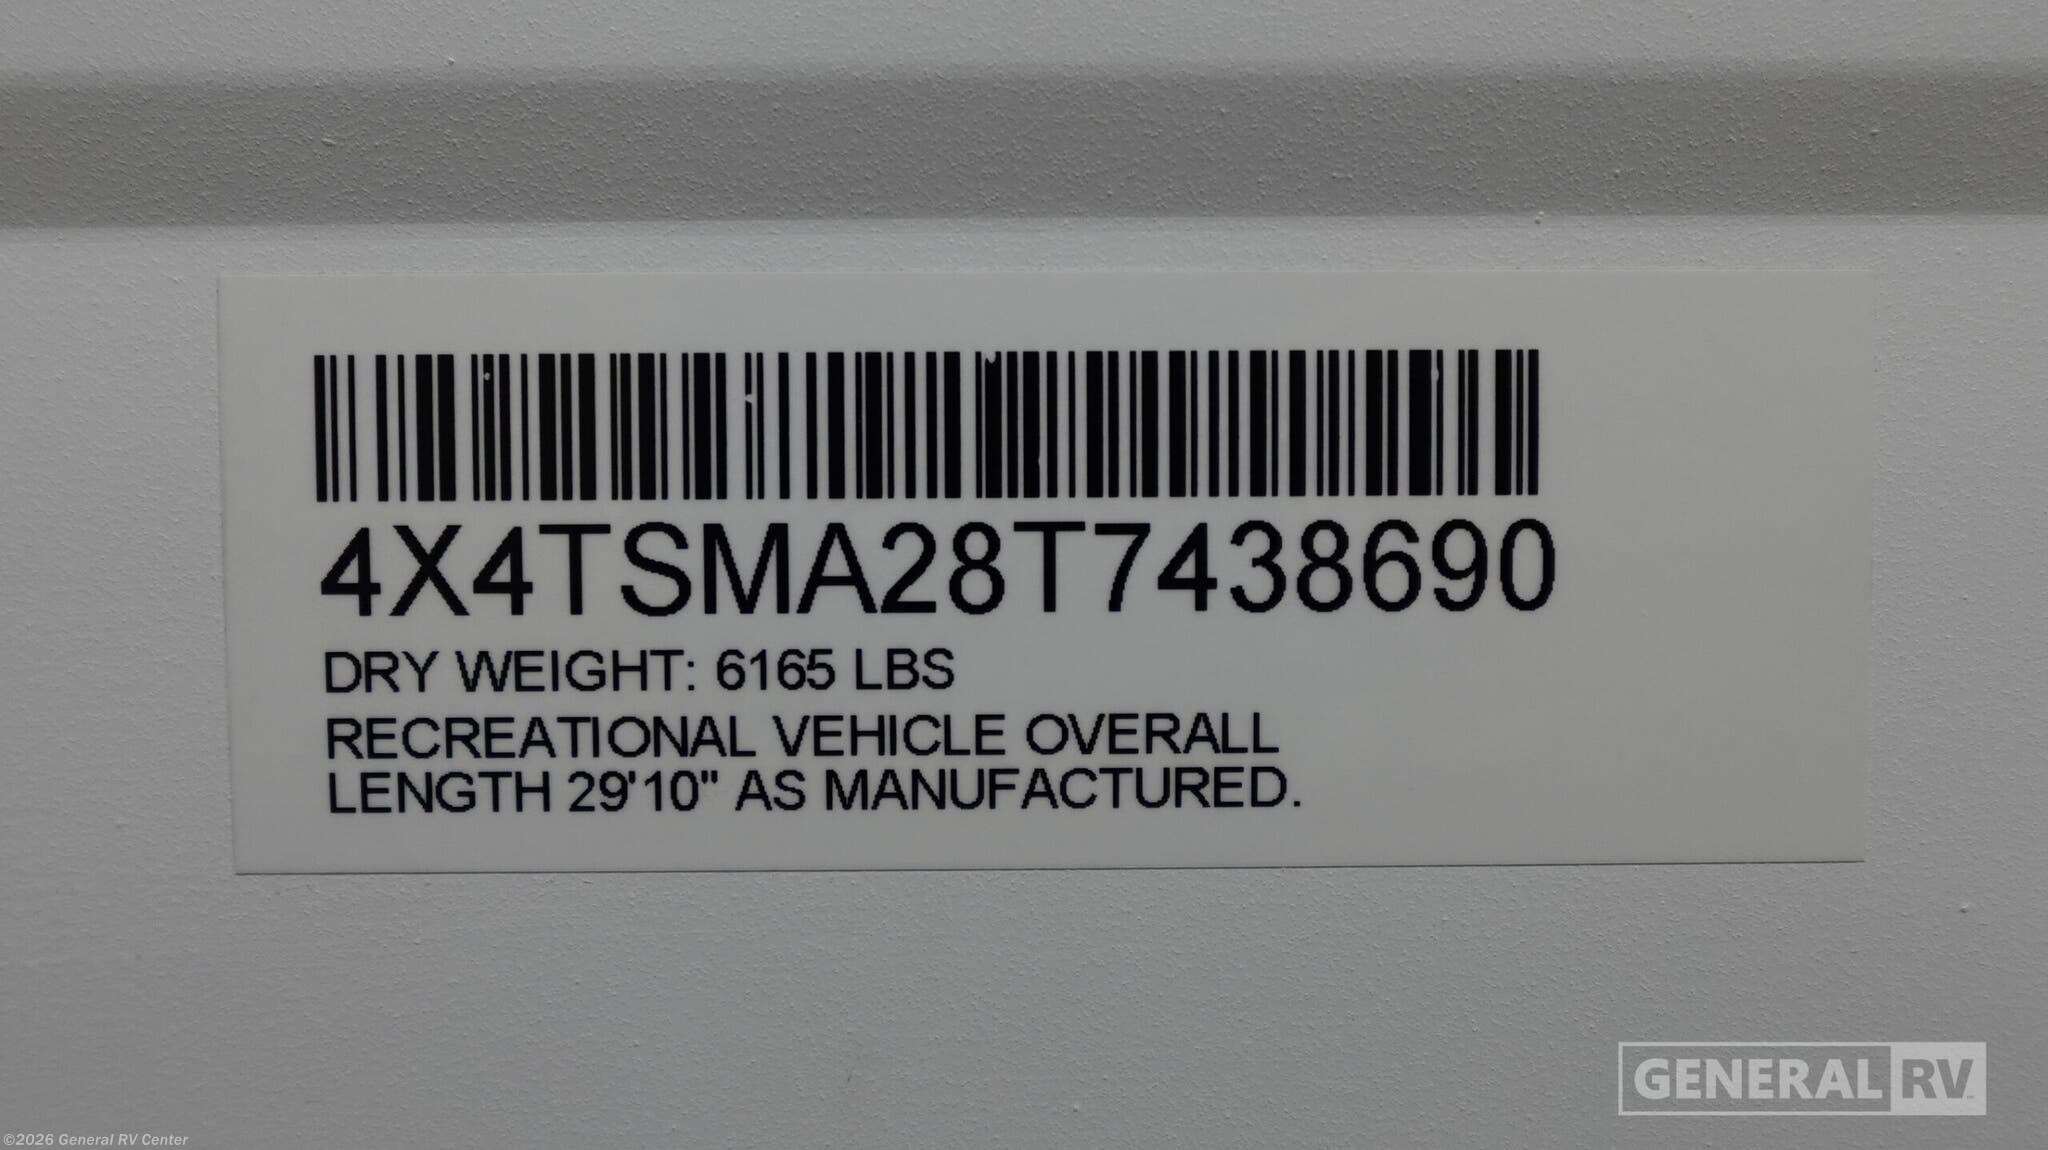 4X4TSMA28T7438690
DRY WEIGHT: 6165 LBS
RECREATIONAL VEHICLE OVERALL
LENGTH 29'10" AS MANUFACTURED.
GENERAL RV
©2026 General RV Center